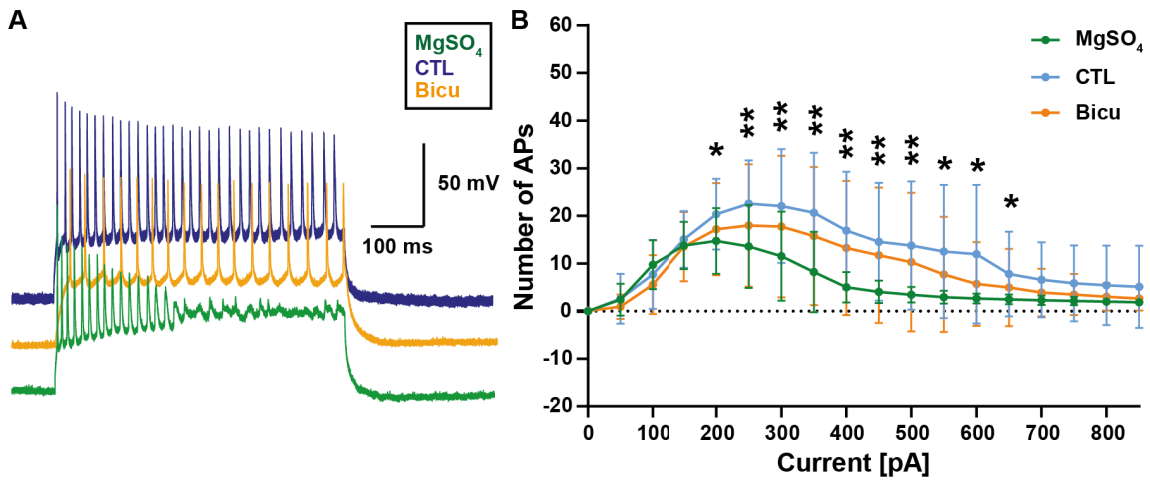 A
MgSO4
CTL
Bicu
50 mV
100 ms
B
Number of APs
60
50
40
30
20
10
0
-10
-20
* ** ** ** ** ** ** * * *
MgSO4
CTL
Bicu
0 100 200 300 400 500 600 700 800
Current [pA]